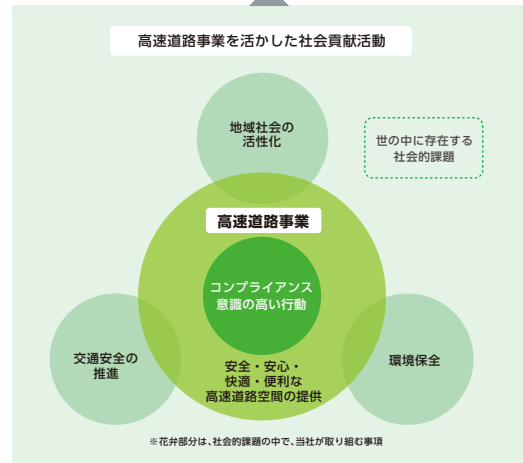 高速道路事業を活かした社会貢献活動
地域社会の
活性化
世の中に存在する
社会的課題
高速道路事業
コンプライアンス
意識の高い行動
交通安全の
推進
安全・安心・
快適・便利な
高速道路空間の提供
環境保全
※花弁部分は、社会的課題の中で、当社が取り組む事項